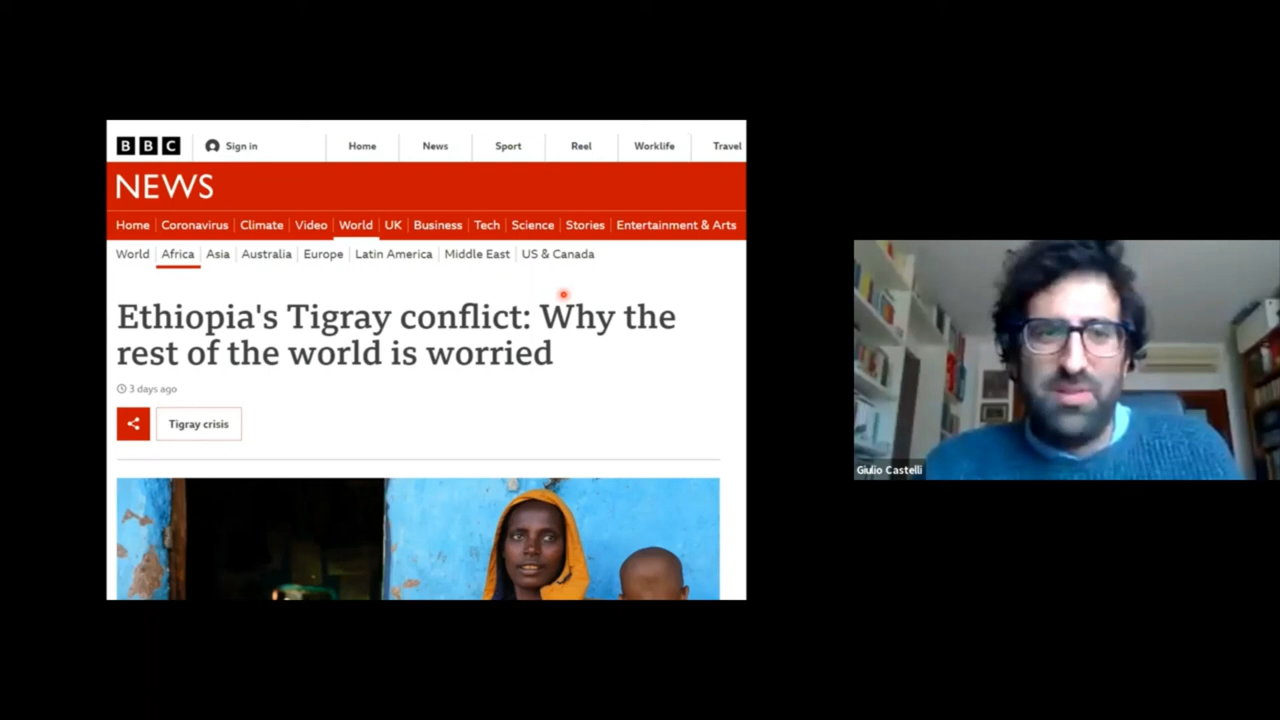 BBC Sign in Home News Sport Reel Worklife Travel
NEWS
Home Coronavirus Climate Video World UK Business Tech Science Stories Entertainment & Arts
World Africa Asia Australia Europe Latin America Middle East US & Canada
Ethiopia's Tigray conflict: Why the
rest of the world is worried
3 days ago
Tigray crisis
Giulio Castelli